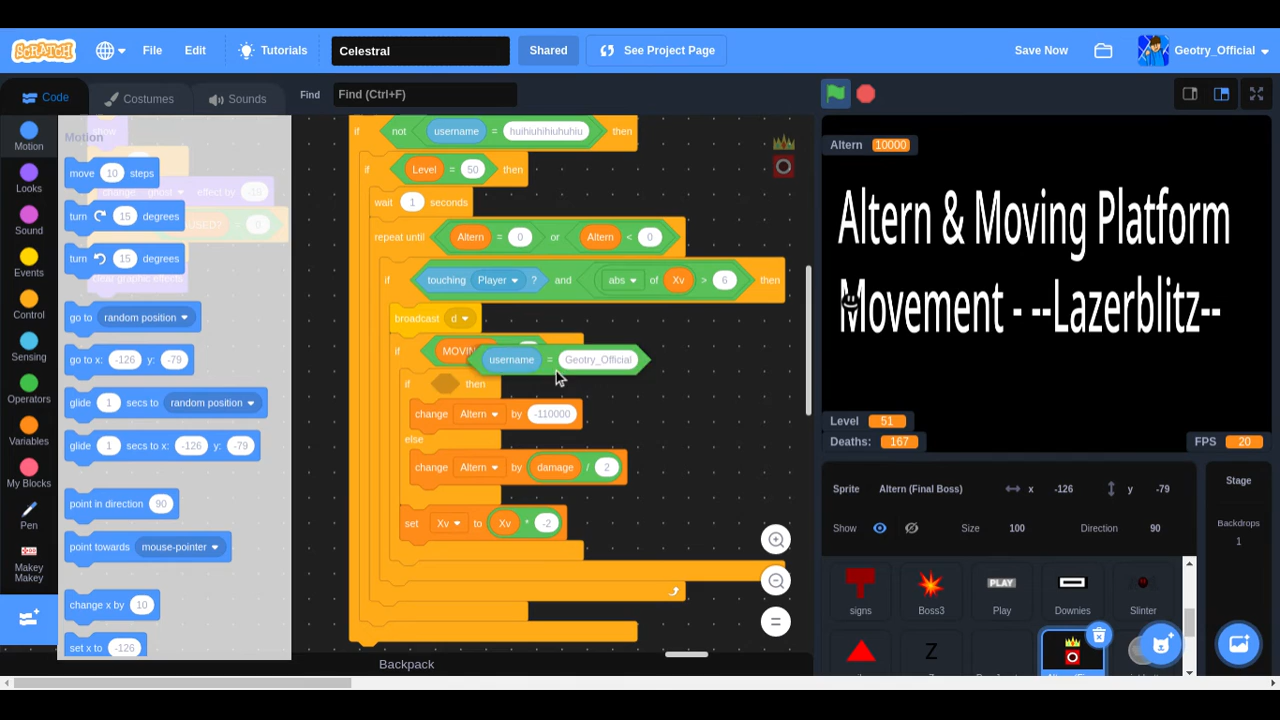 SCRATCH File Edit Tutorials Celestral Shared See Project Page Save Now Geotry_Official
Code Costumes Sounds Find Find (Ctrl+F)
Motion
Looks
Sound
Events
Control
Sensing
Operators
Variables
My Blocks
Pen
Makey
Makey
Motion
move 10 steps
turn 15 degrees
turn 15 degrees
go to random position
go to x: -126 y: -79
glide 1 secs to random position
glide 1 secs to x: -126 y: -79
point in direction 90
point towards mouse-pointer
change x by 10
set x to -126
if not username = huihiuhihiuhuhiu then
if Level = 50 then
wait 1 seconds
repeat until Altern = 0 or Altern < 0
if touching Player ? and abs of Xv > 6 then
broadcast d
if MOVIN
username = Geotry_Official
if then
change Altern by -110000
else
change Altern by damage / 2
set Xv to Xv * -2
Backpack
Altern 10000
Altern & Moving Platform
Movement - --Lazerblitz--
Level 51
Deaths: 167 FPS 20
Sprite Altern (Final Boss) x -126 y -79
Show Size 100 Direction 90
signs Boss3 Play Downies Slinter
PLAY
Z
Stage
Backdrops
1